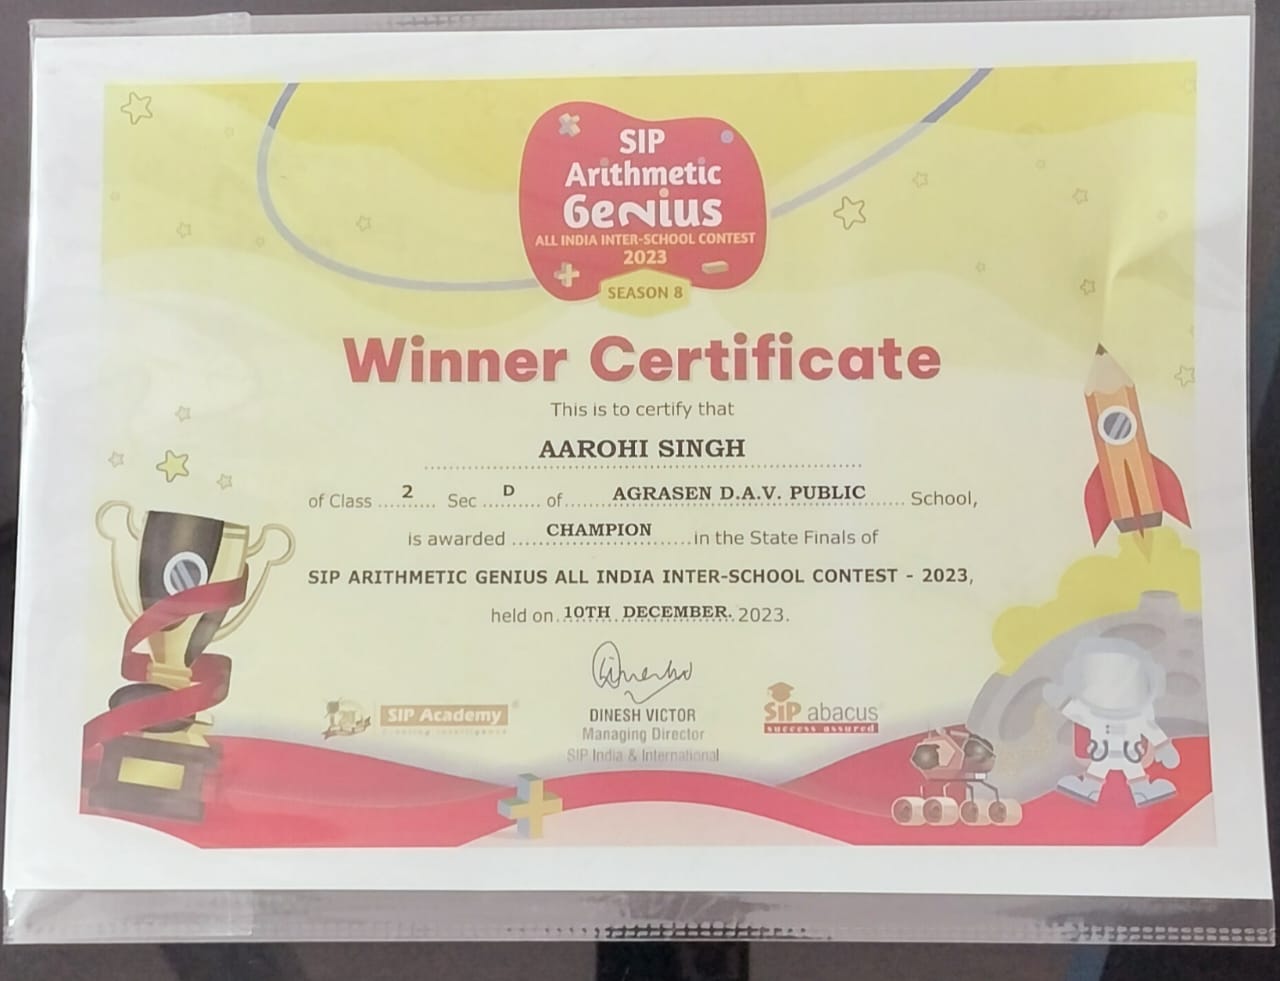 SIP
Arithmetic
Genius
ALL INDIA INTER-SCHOOL CONTEST
2023
SEASON 8
Winner Certificate
This is to certify that
AAROHI SINGH
of Class 2 Sec D of AGRASEN D.A.V. PUBLIC School,
is awarded CHAMPION in the State Finals of
SIP ARITHMETIC GENIUS ALL INDIA INTER-SCHOOL CONTEST - 2023,
held on 10TH DECEMBER. 2023.
SIP Academy
Creating intelligence
DINESH VICTOR
Managing Director
SIP India & International
SIP abacus
success assured